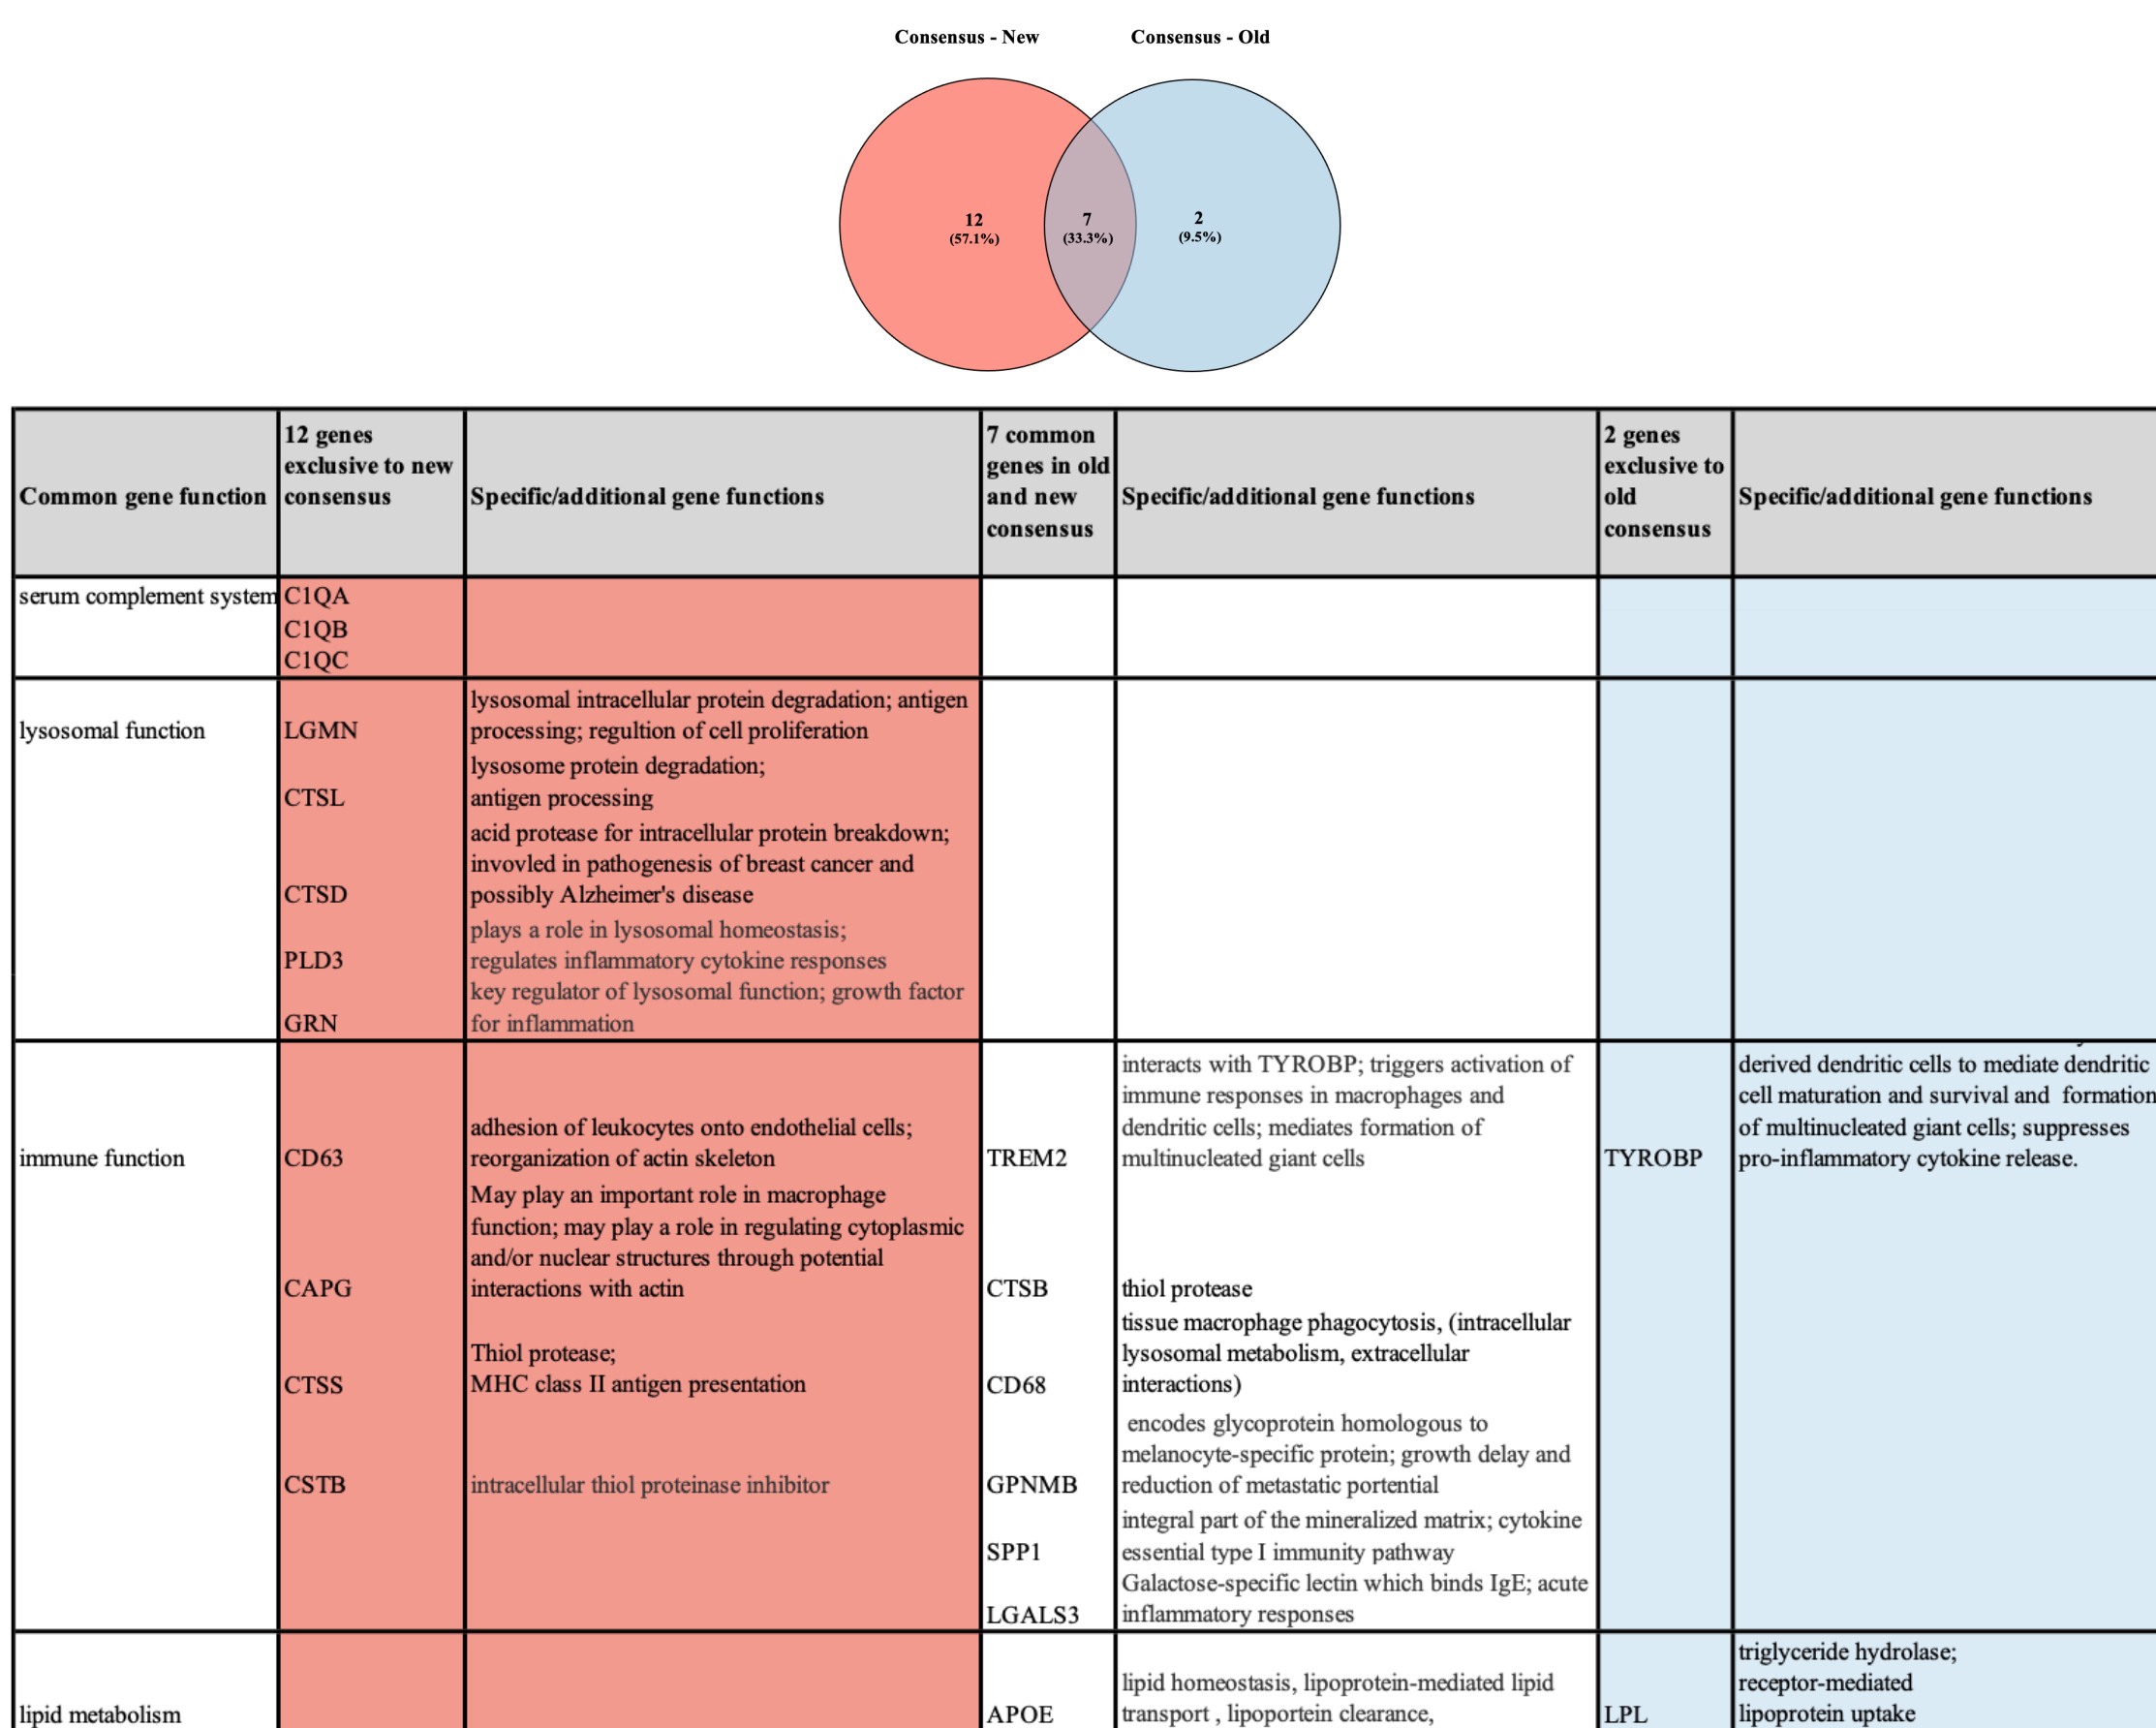 Consensus - New
Consensus - Old
12
(57.1%)
7
(33.3%)
2
(9.5%)
Common gene function
12 genes
exclusive to new
consensus
Specific/additional gene functions
7 common
genes in old
and new
consensus
Specific/additional gene functions
2 genes
exclusive to
old
consensus
Specific/additional gene functions
serum complement system
C1QA
C1QB
C1QC
lysosomal function
LGMN
lysosomal intracellular protein degradation; antigen
processing; regultion of cell proliferation
CTSL
lysosome protein degradation;
antigen processing
CTSD
acid protease for intracellular protein breakdown;
invovled in pathogenesis of breast cancer and
possibly Alzheimer's disease
PLD3
plays a role in lysosomal homeostasis;
regulates inflammatory cytokine responses
GRN
key regulator of lysosomal function; growth factor
for inflammation
immune function
CD63
adhesion of leukocytes onto endothelial cells;
reorganization of actin skeleton
TREM2
interacts with TYROBP; triggers activation of
immune responses in macrophages and
dendritic cells; mediates formation of
multinucleated giant cells
TYROBP
derived dendritic cells to mediate dendritic
cell maturation and survival and formation
of multinucleated giant cells; suppresses
pro-inflammatory cytokine release.
CAPG
May play an important role in macrophage
function; may play a role in regulating cytoplasmic
and/or nuclear structures through potential
interactions with actin
CTSB
thiol protease
CTSS
Thiol protease;
MHC class II antigen presentation
CD68
tissue macrophage phagocytosis, (intracellular
lysosomal metabolism, extracellular
interactions)
CSTB
intracellular thiol proteinase inhibitor
GPNMB
encodes glycoprotein homologous to
melanocyte-specific protein; growth delay and
reduction of metastatic portential
SPP1
integral part of the mineralized matrix; cytokine
essential type I immunity pathway
LGALS3
Galactose-specific lectin which binds IgE; acute
inflammatory responses
lipid metabolism
APOE
lipid homeostasis, lipoprotein-mediated lipid
transport , lipoportein clearance,
LPL
triglyceride hydrolase;
receptor-mediated
lipoprotein uptake